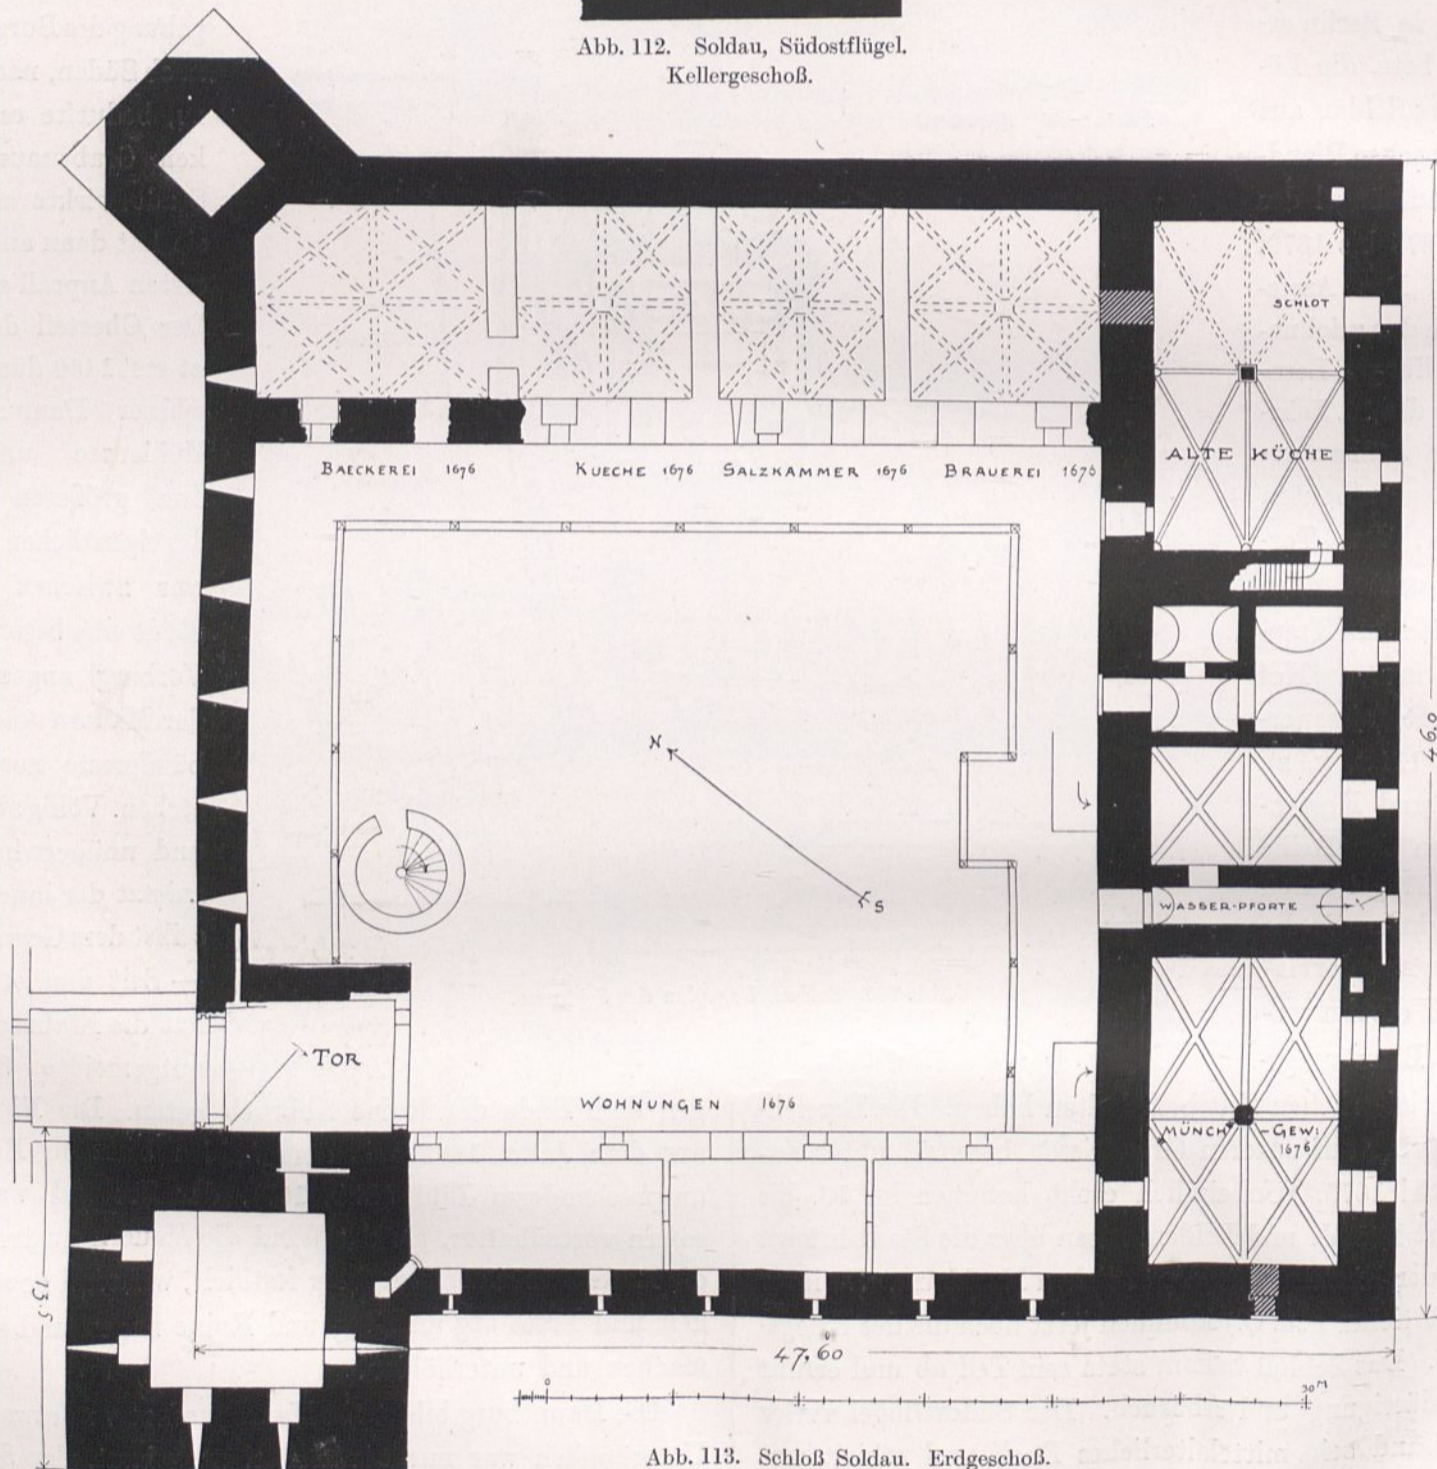 Abb. 112. Soldau, Südostflügel.
Kellergeschoß.
SCHLOT
ALTE KÜCHE
BAECKEREI 1676
KUECHE 1676
SALZKAMMER 1676
BRAUEREI 1676
46,0
N
S
WASSER-PFORTE
TOR
WOHNUNGEN 1676
MÜNCH-GEW:
1676
13.5
47,60
0
30 M
Abb. 113. Schloß Soldau. Erdgeschoß.